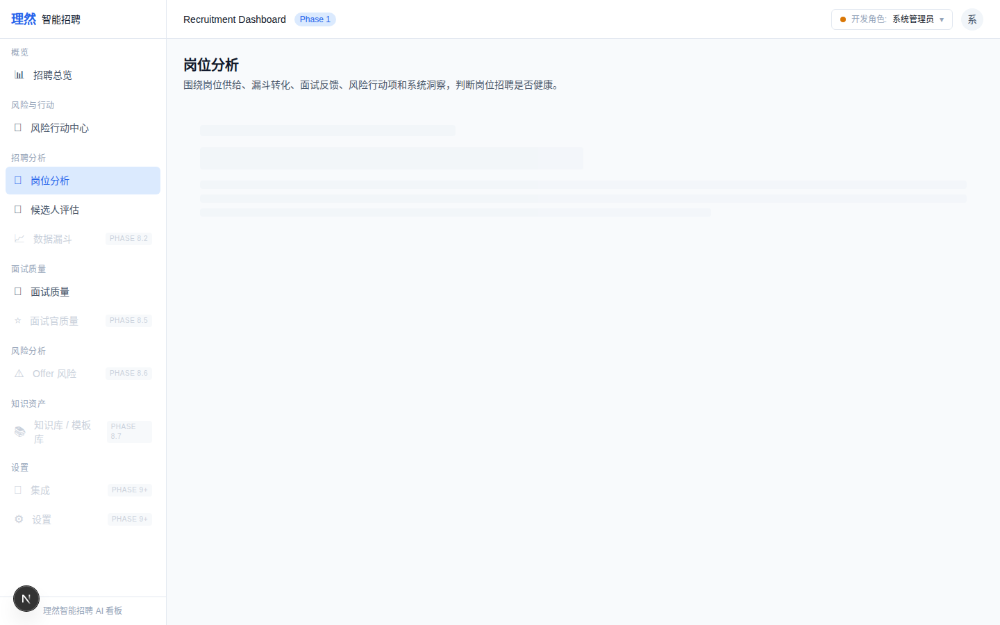 理然 智能招聘
Recruitment Dashboard Phase 1
开发角色: 系统管理员 ▾ 系
概览
招聘总览
风险与行动
风险行动中心
招聘分析
岗位分析
候选人评估
数据漏斗 PHASE 8.2
面试质量
面试质量
面试官质量 PHASE 8.5
风险分析
Offer 风险 PHASE 8.6
知识资产
知识库 / 模板
库
PHASE
8.7
设置
集成 PHASE 9+
设置 PHASE 9+
N 理然智能招聘 AI 看板
岗位分析
围绕岗位供给、漏斗转化、面试反馈、风险行动项和系统洞察，判断岗位招聘是否健康。